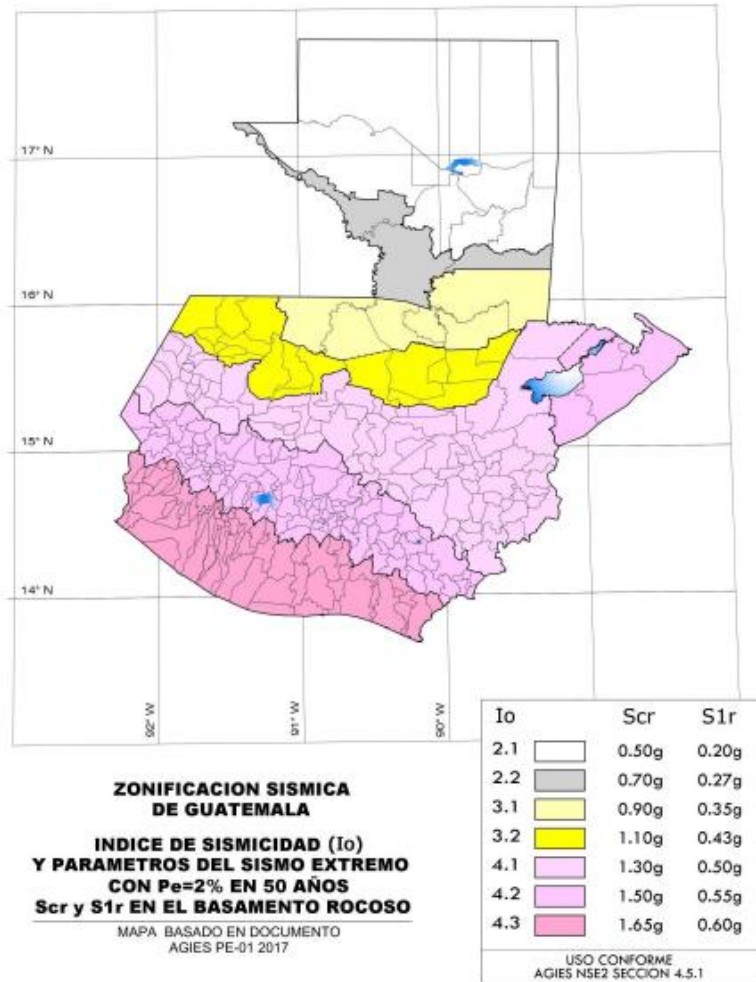 17° N
16° N
15° N
14° N
92° W
91° W
90° W
Io Scr S1r
2.1 0.50g 0.20g
2.2 0.70g 0.27g
3.1 0.90g 0.35g
3.2 1.10g 0.43g
4.1 1.30g 0.50g
4.2 1.50g 0.55g
4.3 1.65g 0.60g
USO CONFORME
AGIES NSE2 SECCION 4.5.1
ZONIFICACION SISMICA
DE GUATEMALA
INDICE DE SISMICIDAD (Io)
Y PARAMETROS DEL SISMO EXTREMO
CON Pe=2% EN 50 AÑOS
Scr y S1r EN EL BASAMENTO ROCOSO
MAPA BASADO EN DOCUMENTO
AGIES PE-01 2017